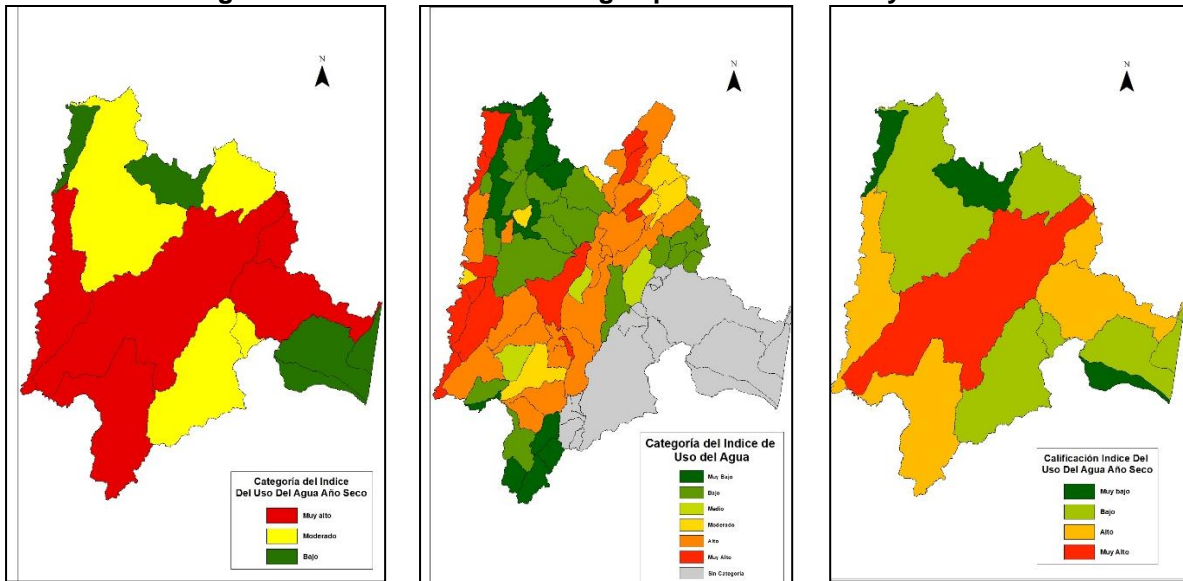 N
Categoría del Indice
Del Uso Del Agua Año Seco
Muy alto
Moderado
Bajo
N
Categoría del Indice de
Uso del Agua
Muy Bajo
Bajo
Medio
Moderado
Alto
Muy Alto
Sin Categoría
N
Calificación Indice Del
Uso Del Agua Año Seco
Muy bajo
Bajo
Alto
Muy Alto